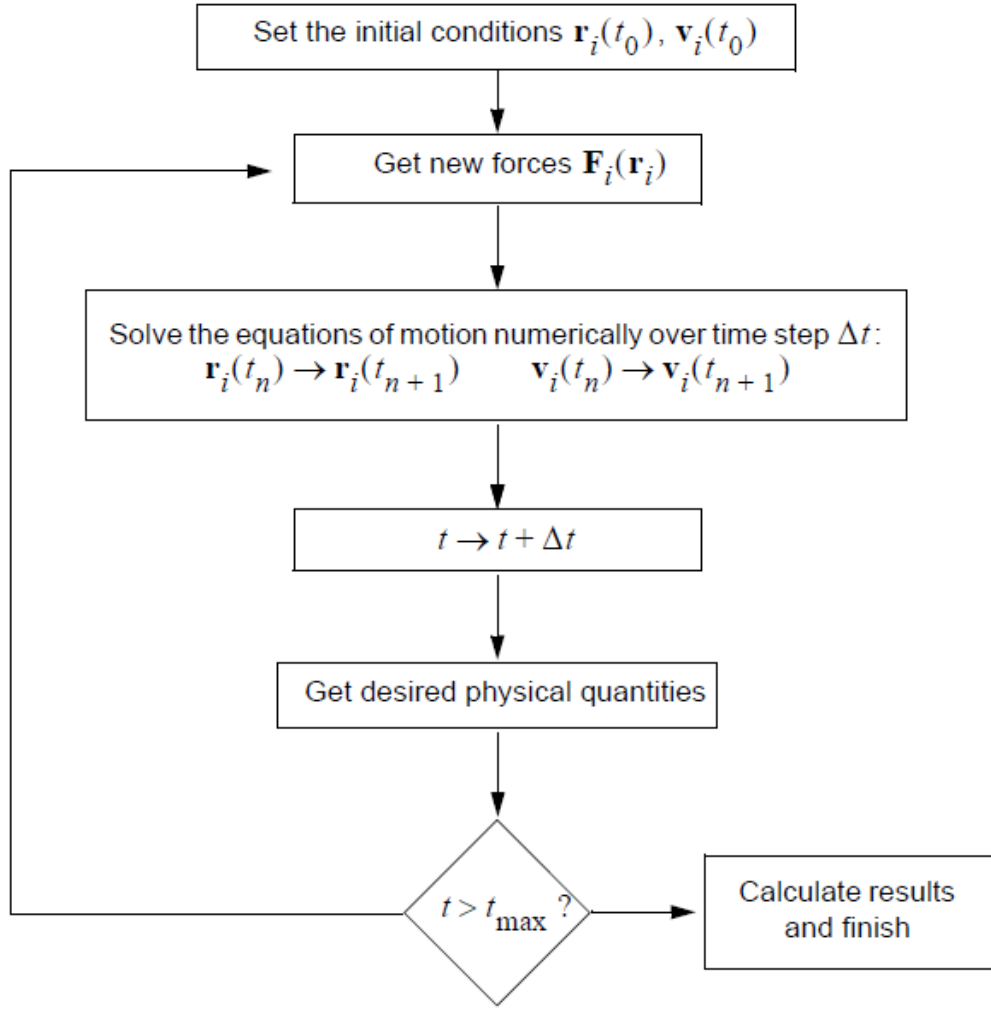 Set the initial conditions r_i(t_0), v_i(t_0)
Get new forces F_i(r_i)
Solve the equations of motion numerically over time step Δt:
r_i(t_n) → r_i(t_{n+1})   v_i(t_n) → v_i(t_{n+1})
t → t + Δt
Get desired physical quantities
t > t_max ?
Calculate results
and finish